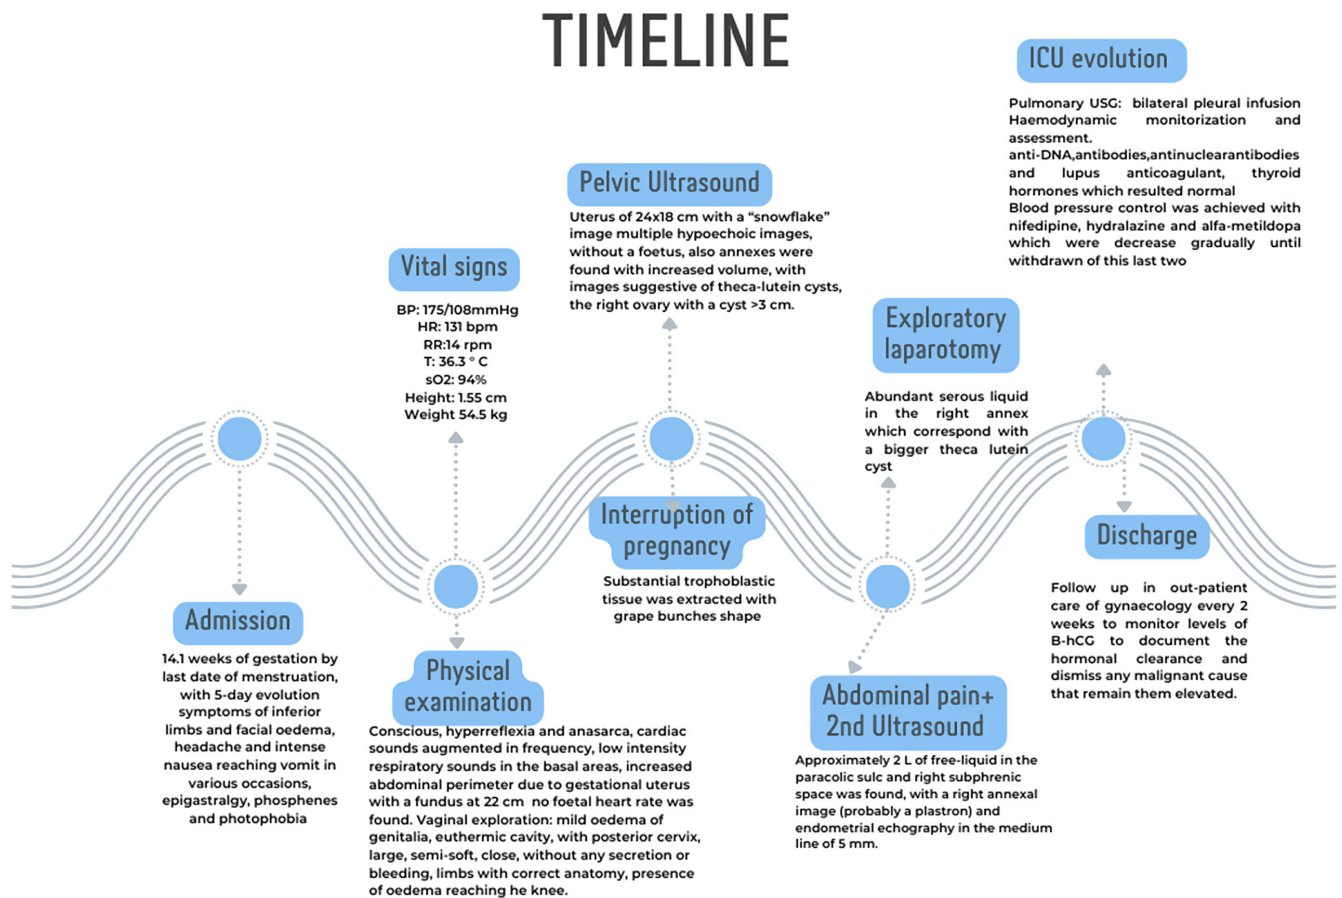 TIMELINE
Admission
14.1 weeks of gestation by
last date of menstruation,
with 5-day evolution
symptoms of inferior
limbs and facial oedema,
headache and intense
nausea reaching vomit in
various occasions,
epigastralgy, phosphenes
and photophobia
Vital signs
BP: 175/108mmHg
HR: 131 bpm
RR:14 rpm
T: 36.3 ° C
sO2: 94%
Height: 1.55 cm
Weight 54.5 kg
Physical
examination
Conscious, hyperreflexia and anasarca, cardiac
sounds augmented in frequency, low intensity
respiratory sounds in the basal areas, increased
abdominal perimeter due to gestational uterus
with a fundus at 22 cm no foetal heart rate was
found. Vaginal exploration: mild oedema of
genitalia, euthermic cavity, with posterior cervix,
large, semi-soft, close, without any secretion or
bleeding, limbs with correct anatomy, presence
of oedema reaching he knee.
Pelvic Ultrasound
Uterus of 24x18 cm with a “snowflake”
image multiple hypoechoic images,
without a foetus, also annexes were
found with increased volume, with
images suggestive of theca-lutein cysts,
the right ovary with a cyst >3 cm.
Interruption of
pregnancy
Substantial trophoblastic
tissue was extracted with
grape bunches shape
Abdominal pain+
2nd Ultrasound
Approximately 2 L of free-liquid in the
paracolic sulc and right subphrenic
space was found, with a right annexal
image (probably a plastron) and
endometrial echography in the medium
line of 5 mm.
Exploratory
laparotomy
Abundant serous liquid
in the right annex
which correspond with
a bigger theca lutein
cyst
ICU evolution
Pulmonary USG: bilateral pleural infusion
Haemodynamic monitorization and
assessment.
anti-DNA,antibodies,antinuclearantibodies
and lupus anticoagulant, thyroid
hormones which resulted normal
Blood pressure control was achieved with
nifedipine, hydralazine and alfa-metildopa
which were decrease gradually until
withdrawn of this last two
Discharge
Follow up in out-patient
care of gynaecology every 2
weeks to monitor levels of
B-hCG to document the
hormonal clearance and
dismiss any malignant cause
that remain them elevated.